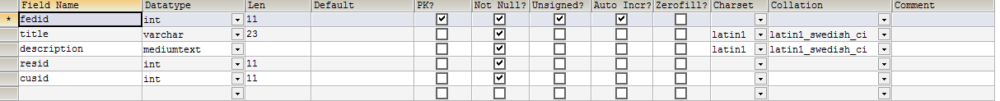 Field Name Datatype Len Default PK? Not Null? Unsigned? Auto Incr? Zerofill? Charset Collation Comment
* fedid int 11
title varchar 23 latin1 latin1_swedish_ci
description mediumtext latin1 latin1_swedish_ci
resid int 11
cusid int 11